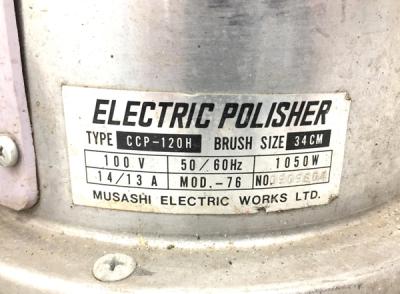 ELECTRIC POLISHER
TYPE CCP-120H BRUSH SIZE 34CM
100 V 50/60Hz 1050W
14/13 A MOD.-76 NO.
MUSASHI ELECTRIC WORKS LTD.